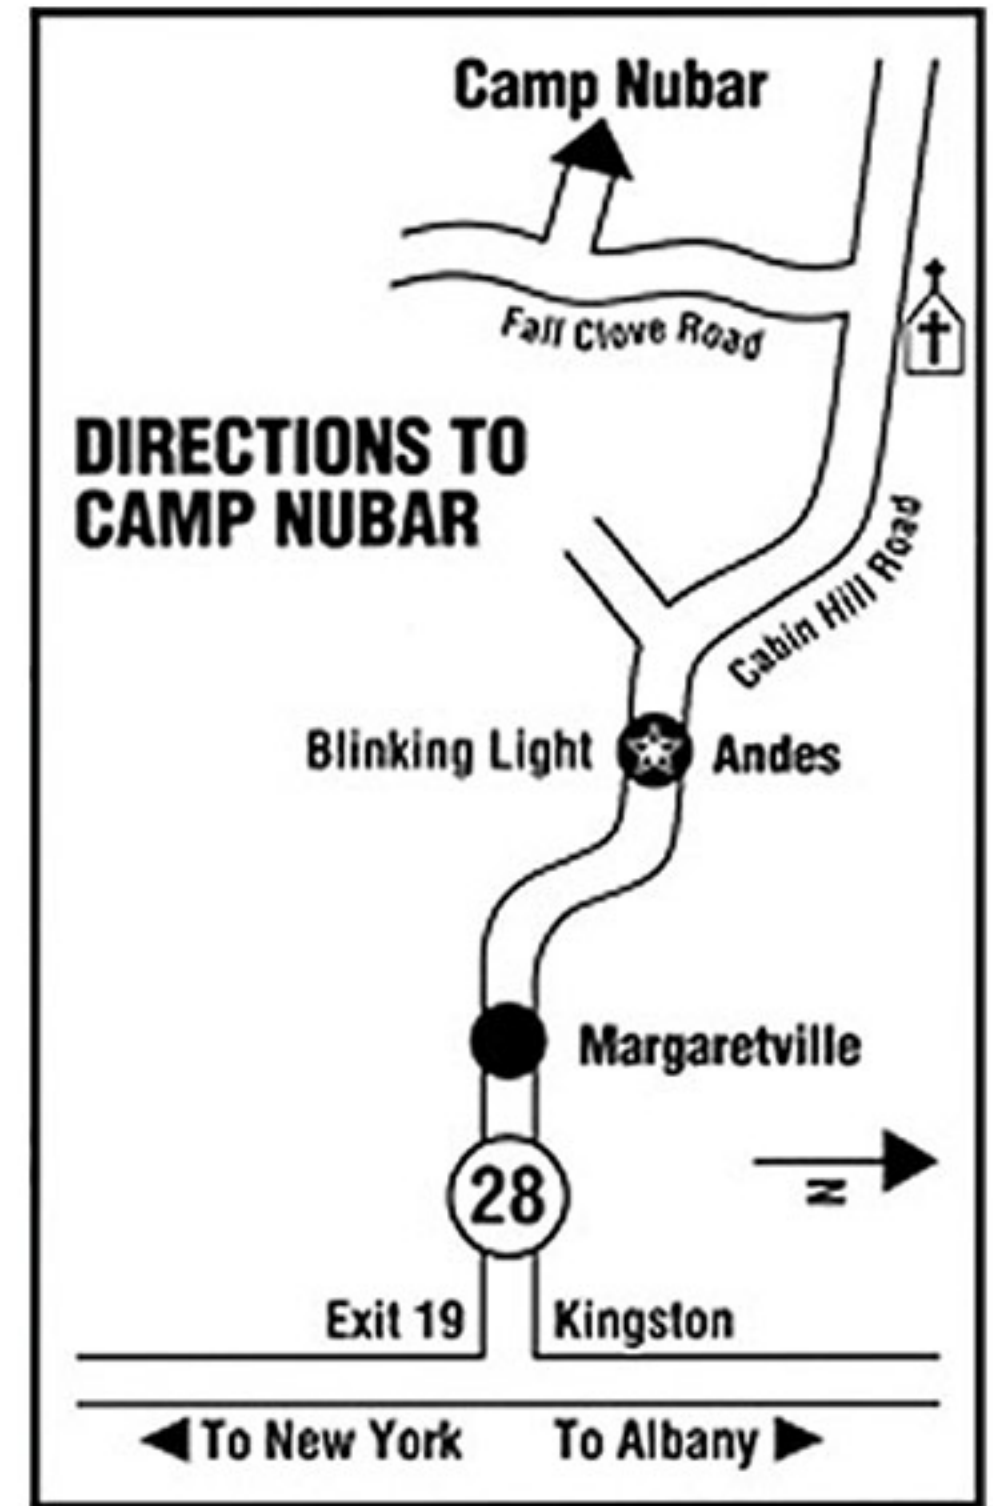 Camp Nubar
Fall Clove Road
DIRECTIONS TO
CAMP NUBAR
Cabin Hill Road
Blinking Light
Andes
Margaretville
28
N
Exit 19
Kingston
To New York
To Albany